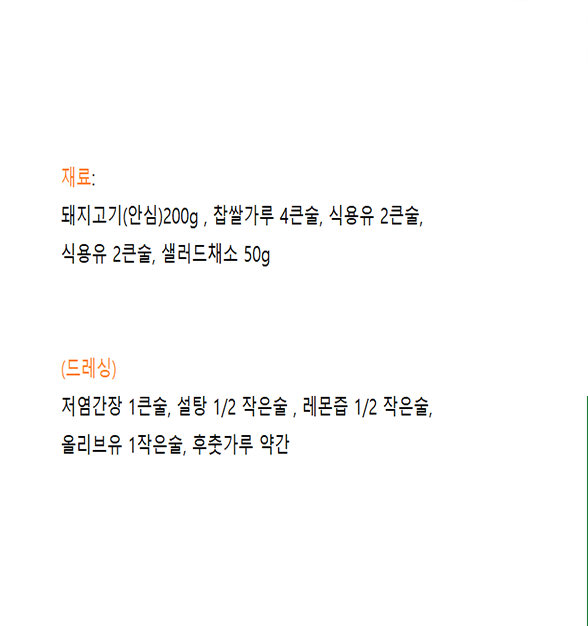 재료:
돼지고기(안심)200g , 찹쌀가루 4큰술, 식용유 2큰술,
식용유 2큰술, 샐러드채소 50g
(드레싱)
저염간장 1큰술, 설탕 1/2 작은술 , 레몬즙 1/2 작은술,
올리브유 1작은술, 후춧가루 약간